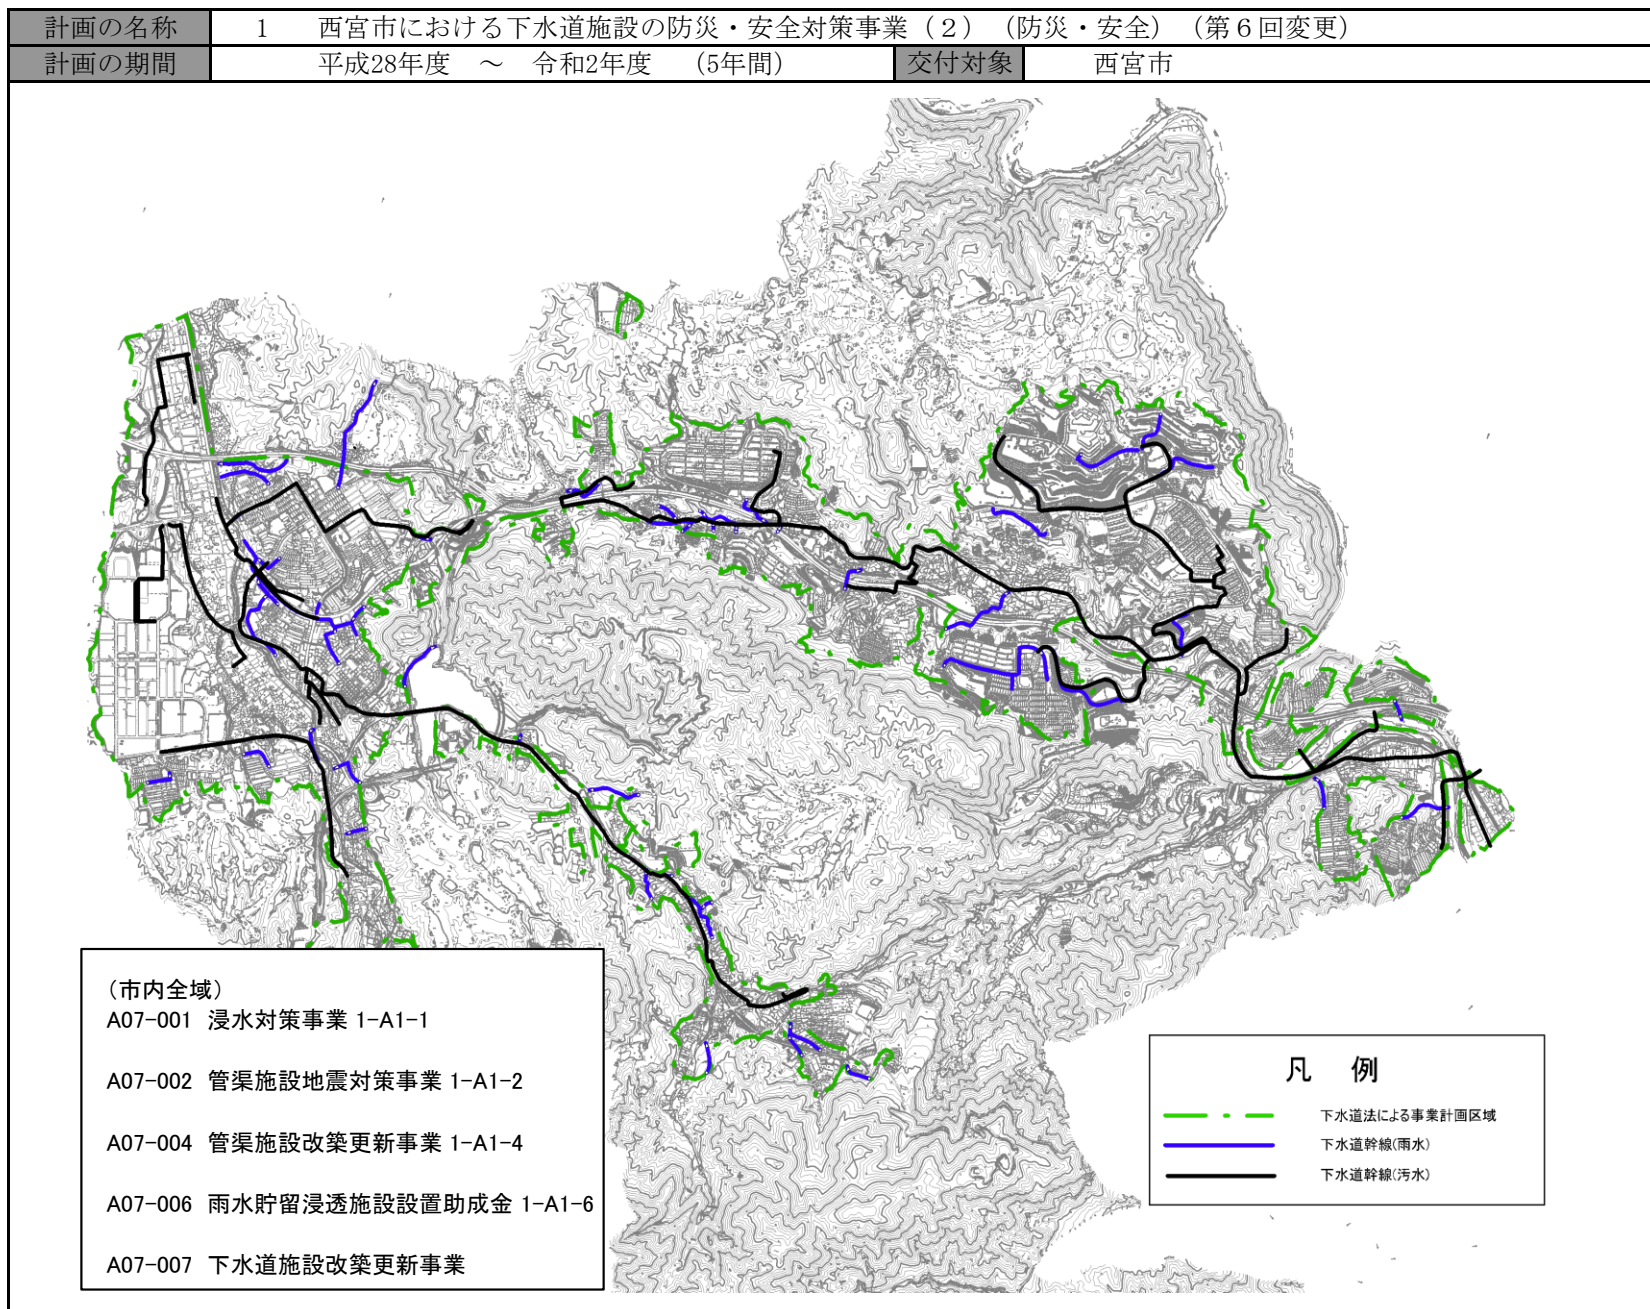 計画の名称 1 西宮市における下水道施設の防災・安全対策事業（2）（防災・安全）（第６回変更）
計画の期間 平成28年度 ～ 令和2年度 （5年間） 交付対象 西宮市
（市内全域）
A07-001 浸水対策事業 1-A1-1
A07-002 管渠施設地震対策事業 1-A1-2
A07-004 管渠施設改築更新事業 1-A1-4
A07-006 雨水貯留浸透施設設置助成金 1-A1-6
A07-007 下水道施設改築更新事業
凡 例
下水道法による事業計画区域
下水道幹線(雨水)
下水道幹線(汚水)